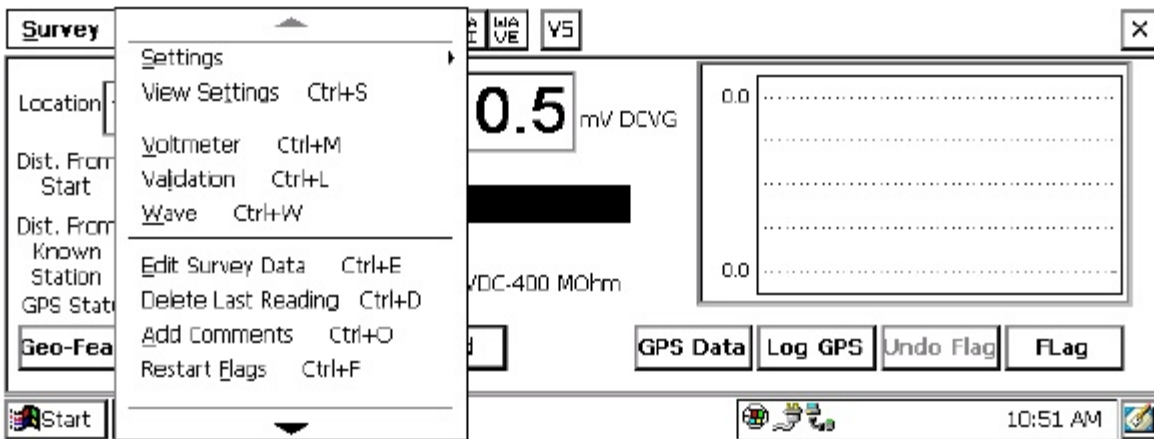 Survey
WA
VE
VS
Settings
View Settings Ctrl+S
Voltmeter Ctrl+M
Validation Ctrl+L
Wave Ctrl+W
Edit Survey Data Ctrl+E
Delete Last Reading Ctrl+D
Add Comments Ctrl+O
Restart Flags Ctrl+F
Location
Dist. From
Start
Dist. From
Known
Station
GPS Stat
0.5 mV DCVG
VDC-400 MOhm
0.0
0.0
Geo-Fea
GPS Data
Log GPS
Undo Flag
FLag
Start
10:51 AM